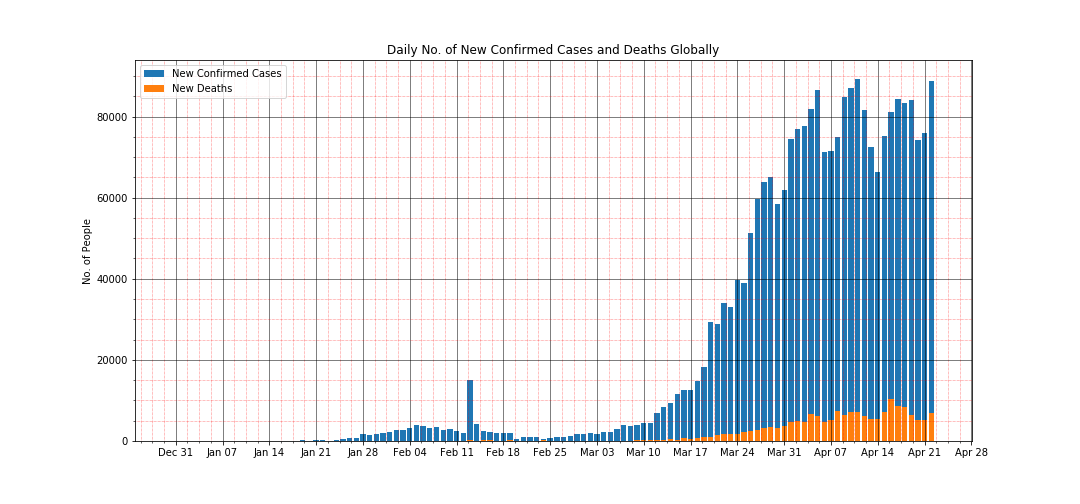 Daily No. of New Confirmed Cases and Deaths Globally
New Confirmed Cases
New Deaths
80000
60000
40000
20000
0
No. of People
Dec 31 Jan 07 Jan 14 Jan 21 Jan 28 Feb 04 Feb 11 Feb 18 Feb 25 Mar 03 Mar 10 Mar 17 Mar 24 Mar 31 Apr 07 Apr 14 Apr 21 Apr 28